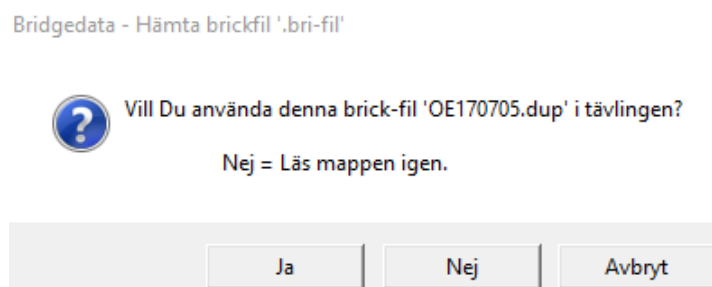 Bridgedata - Hämta brickfil '.bri-fil'
Vill Du använda denna brick-fil 'OE170705.dup' i tävlingen?
Nej = Läs mappen igen.
Ja
Nej
Avbryt